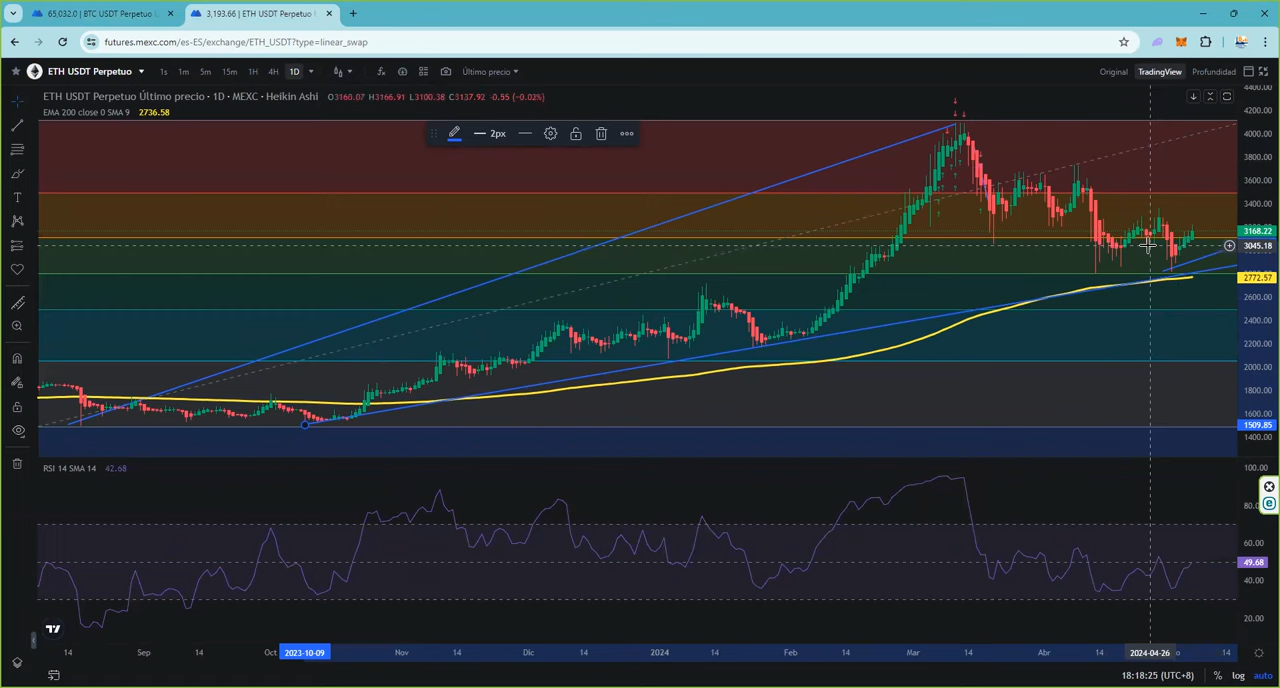 65,032.0 | BTC USDT Perpetuo
3,193.66 | ETH USDT Perpetuo
futures.mexc.com/es-ES/exchange/ETH_USDT?type=linear_swap
ETH USDT Perpetuo 1s 1m 5m 15m 1H 4H 1D Último precio Original TradingView Profundidad
ETH USDT Perpetuo Último precio · 1D · MEXC · Heikin Ashi O3160.07 H3166.91 L3100.38 C3137.92 -0.55 (-0.02%)
EMA 200 close 0 SMA 9 2736.58
2px
4400.00
4200.00
4000.00
3800.00
3600.00
3400.00
3168.22
3045.18
2772.57
2600.00
2400.00
2200.00
2000.00
1800.00
1600.00
1509.85
1400.00
RSI 14 SMA 14 42.68
100.00
80.0
60.00
49.68
40.00
20.00
14 Sep 14 Oct 2023-10-09 Nov 14 Dic 14 2024 14 Feb 14 Mar 14 Abr 14 2024-04-26 14
18:18:25 (UTC+8) % log auto